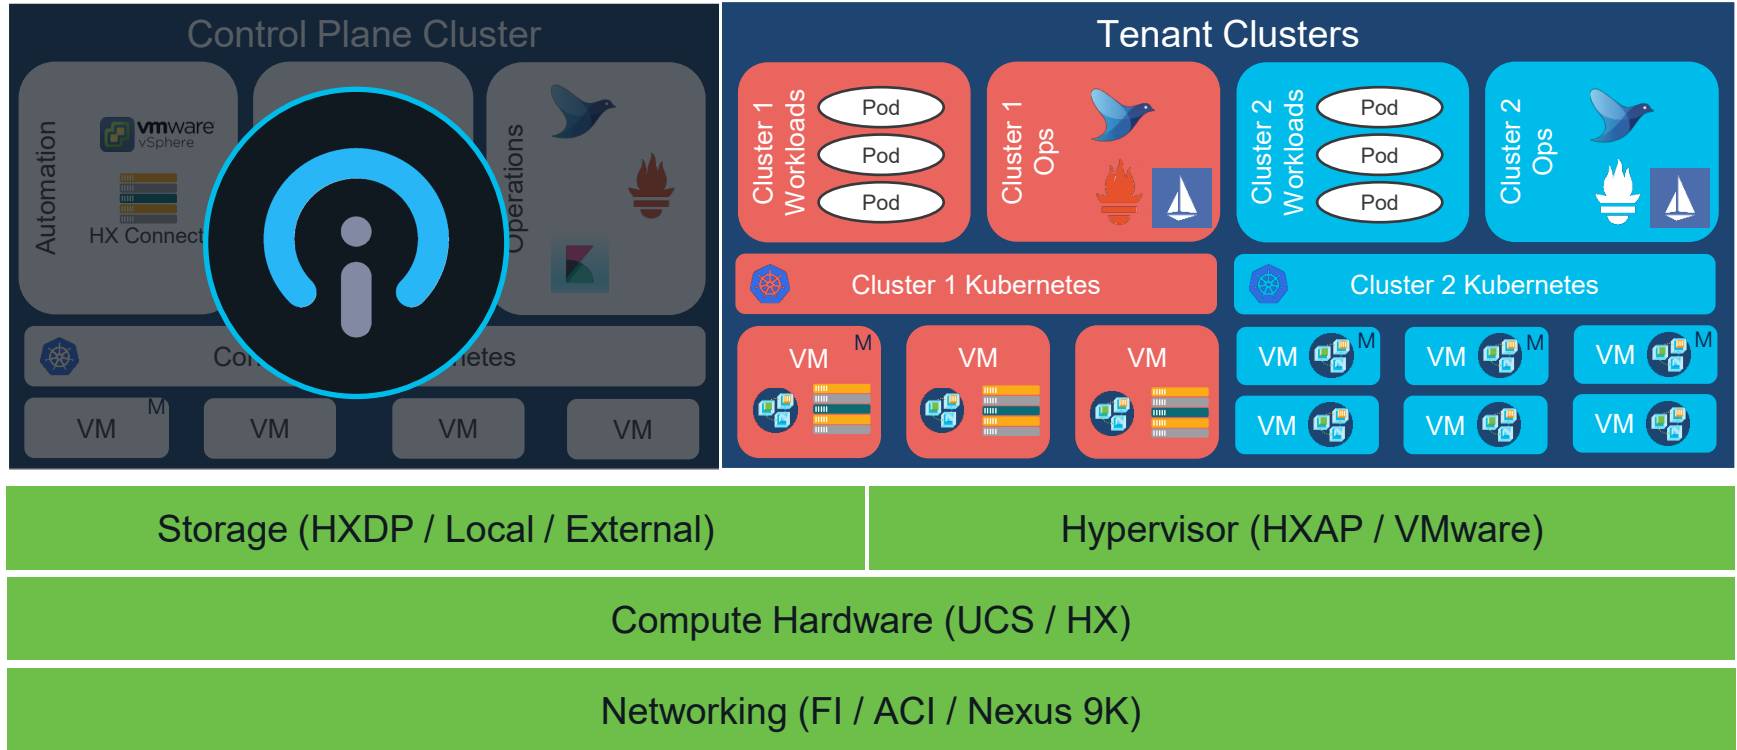 Control Plane Cluster
Automation
vmware
vSphere
HX Connect
Operations
VM
M
VM
VM
VM
Tenant Clusters
Cluster 1
Workloads
Pod
Pod
Pod
Cluster 1
Ops
Cluster 2
Workloads
Pod
Pod
Pod
Cluster 2
Ops
Cluster 1 Kubernetes
Cluster 2 Kubernetes
VM
M
VM
VM
VM
M
VM
M
VM
M
VM
VM
VM
Storage (HXDP / Local / External)
Hypervisor (HXAP / VMware)
Compute Hardware (UCS / HX)
Networking (FI / ACI / Nexus 9K)